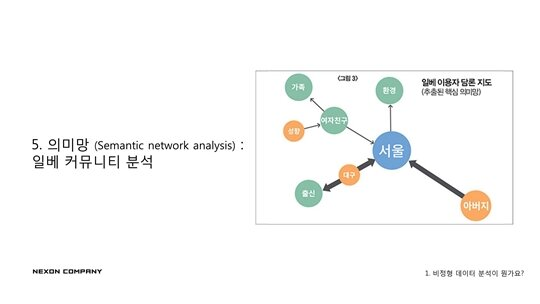 5. 의미망 (Semantic network analysis) :
일베 커뮤니티 분석
<그림 3>
일베 이용자 담론 지도
(추출된 핵심 의미망)
가족
환경
여자친구
성향
서울
대구
출신
아버지
NEXON COMPANY
1. 비정형 데이터 분석이 뭔가요?